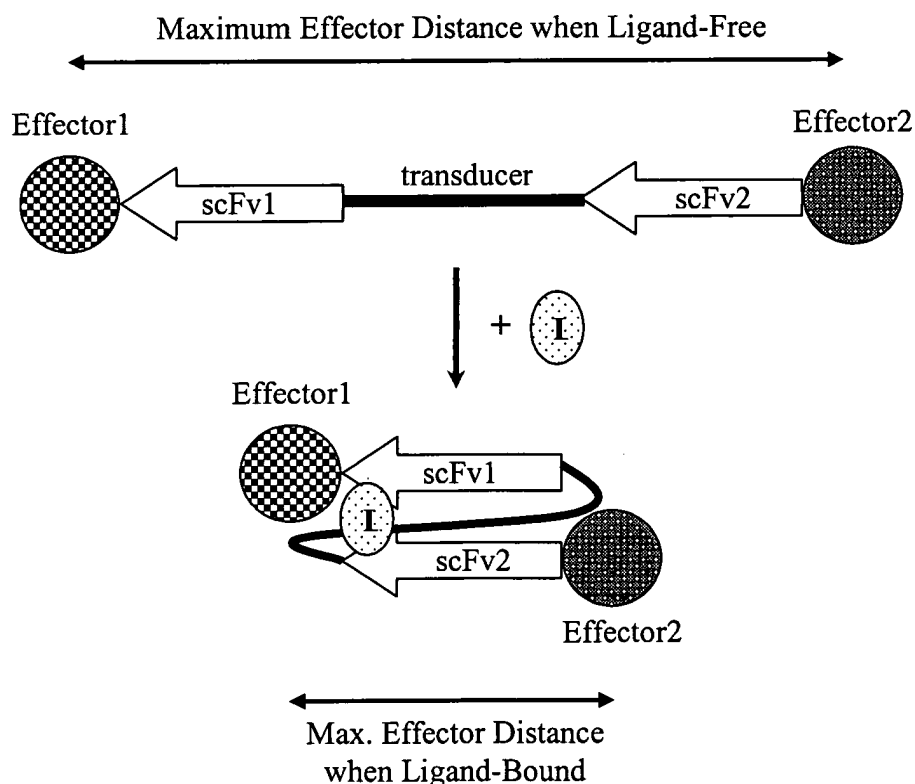 Maximum Effector Distance when Ligand-Free
Effector1
Effector2
scFv1
transducer
scFv2
+
L
Effector1
scFv1
L
scFv2
Effector2
Max. Effector Distance
when Ligand-Bound